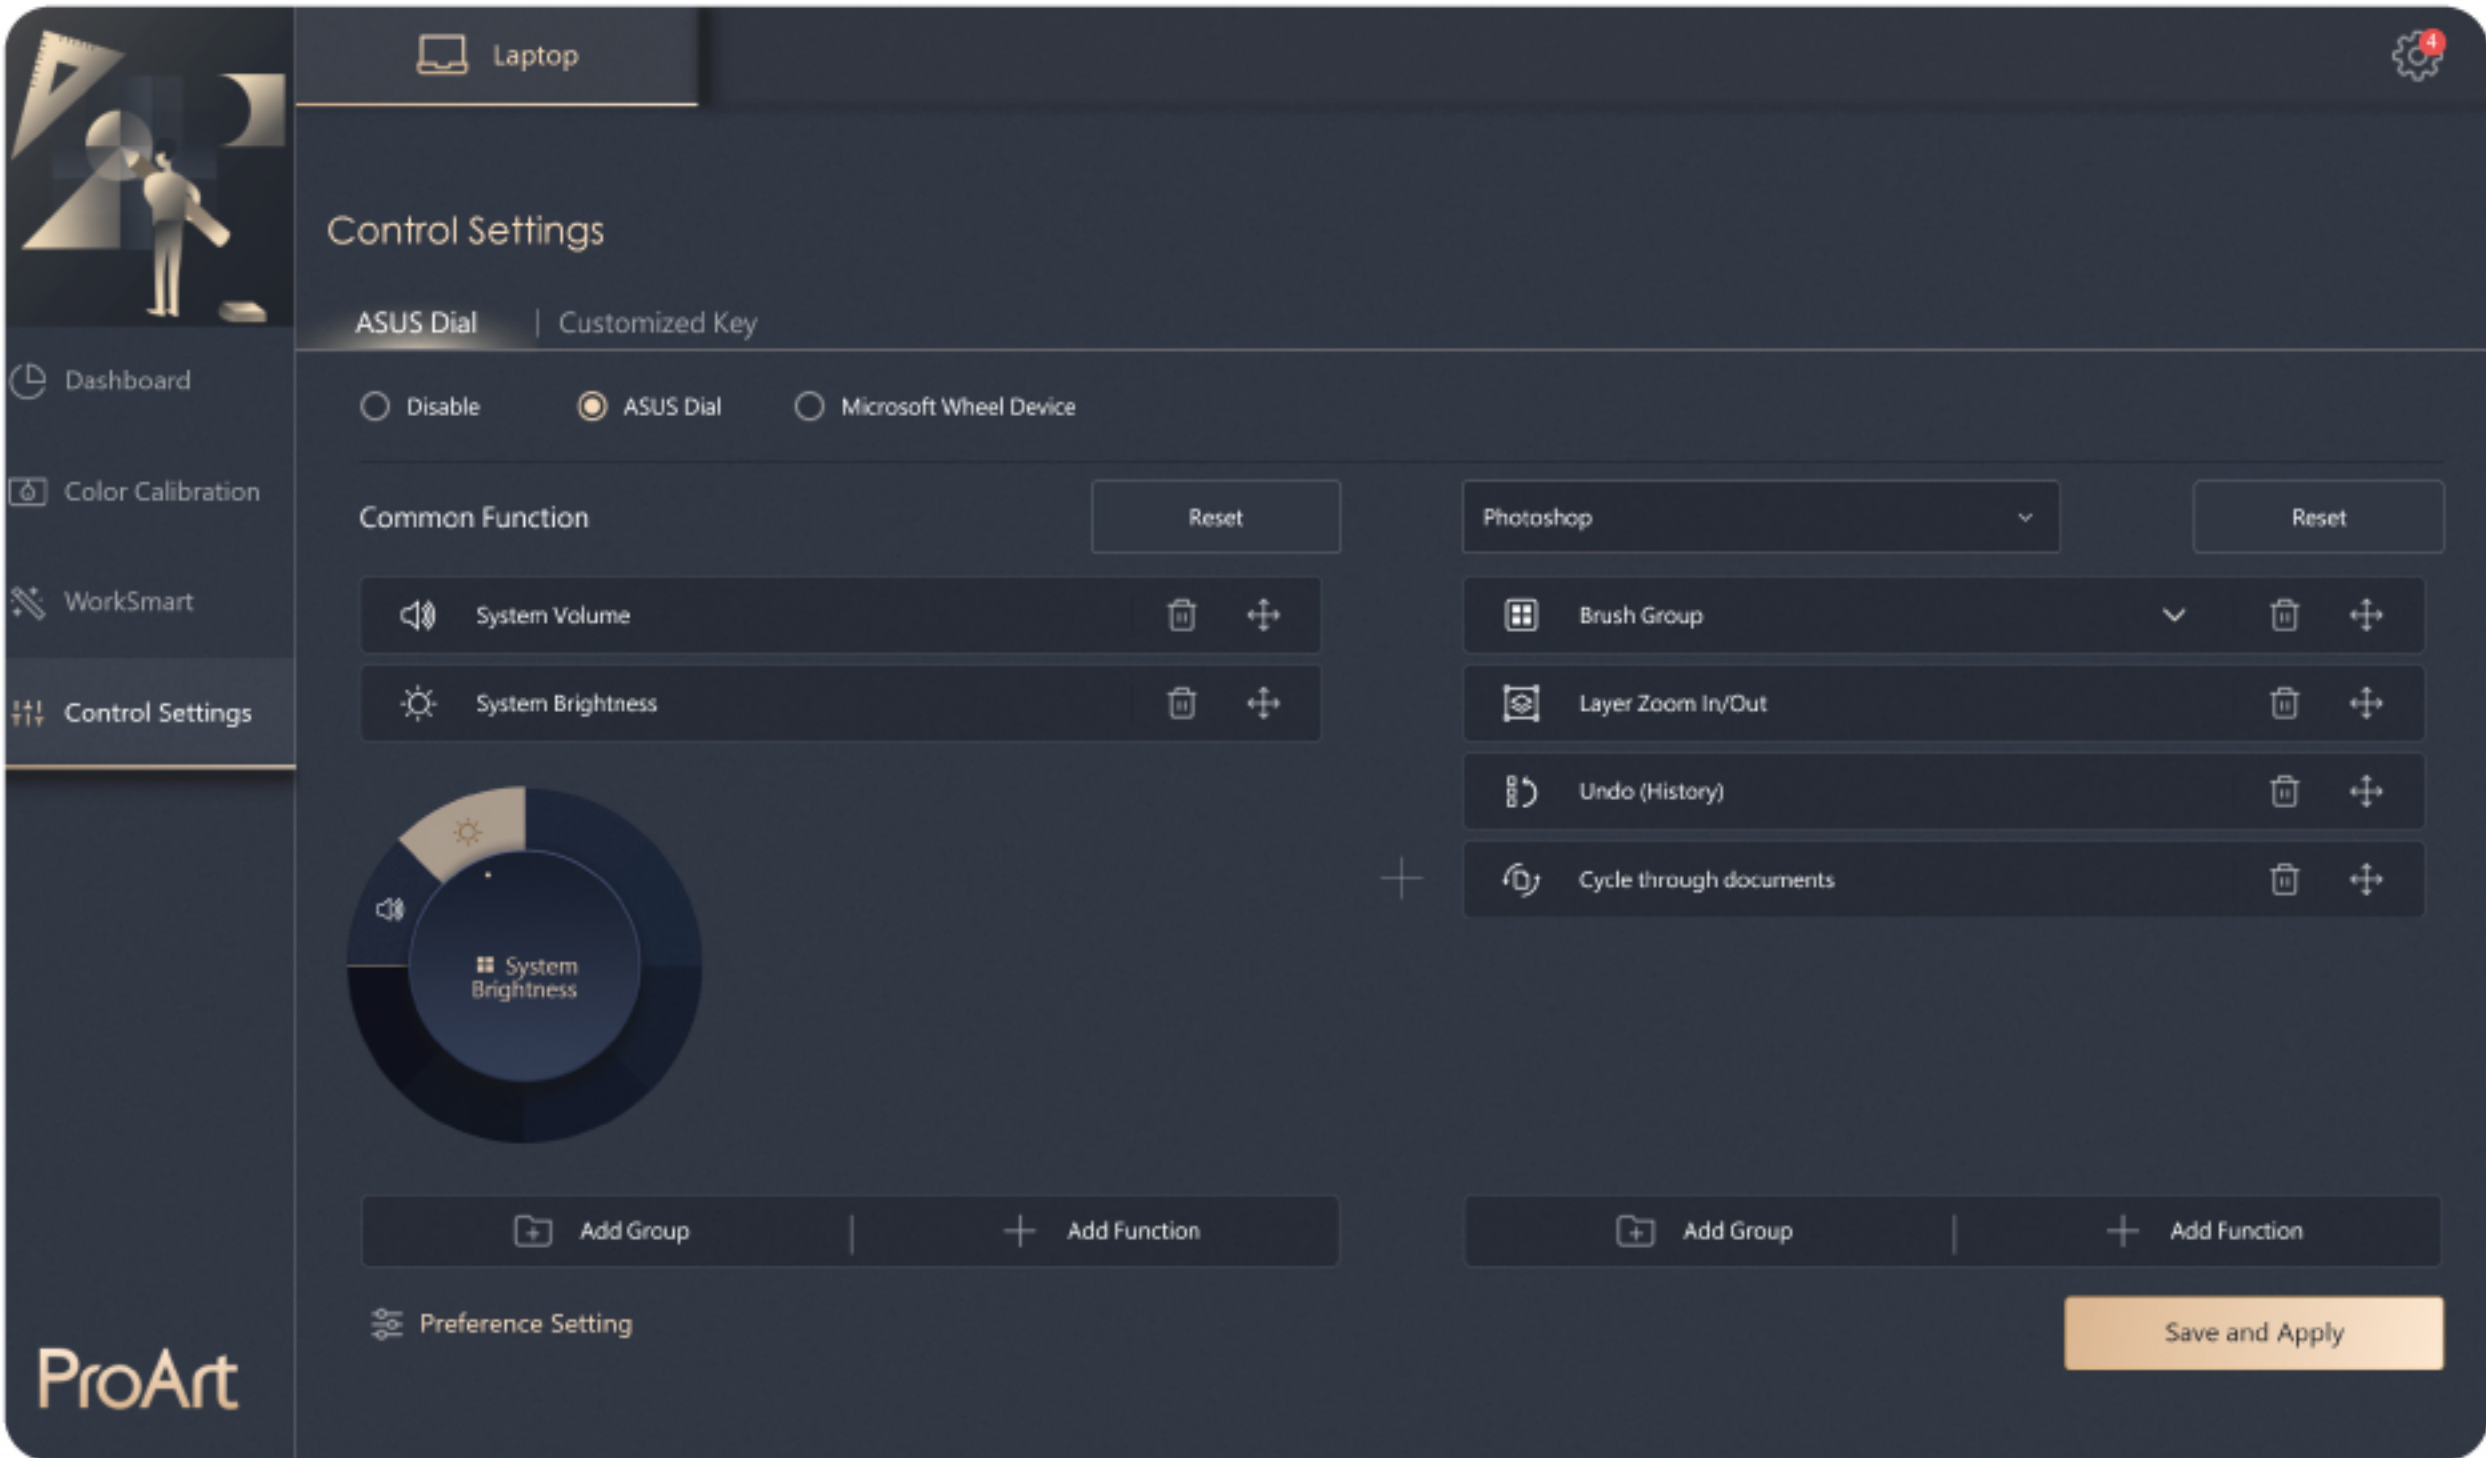 Laptop
4
Control Settings
ASUS Dial | Customized Key
Dashboard
Color Calibration
WorkSmart
Control Settings
ProArt
Disable
ASUS Dial
Microsoft Wheel Device
Common Function
Reset
System Volume
System Brightness
System
Brightness
Add Group
Add Function
Photoshop
Reset
Brush Group
Layer Zoom In/Out
Undo (History)
Cycle through documents
Add Group
Add Function
Preference Setting
Save and Apply